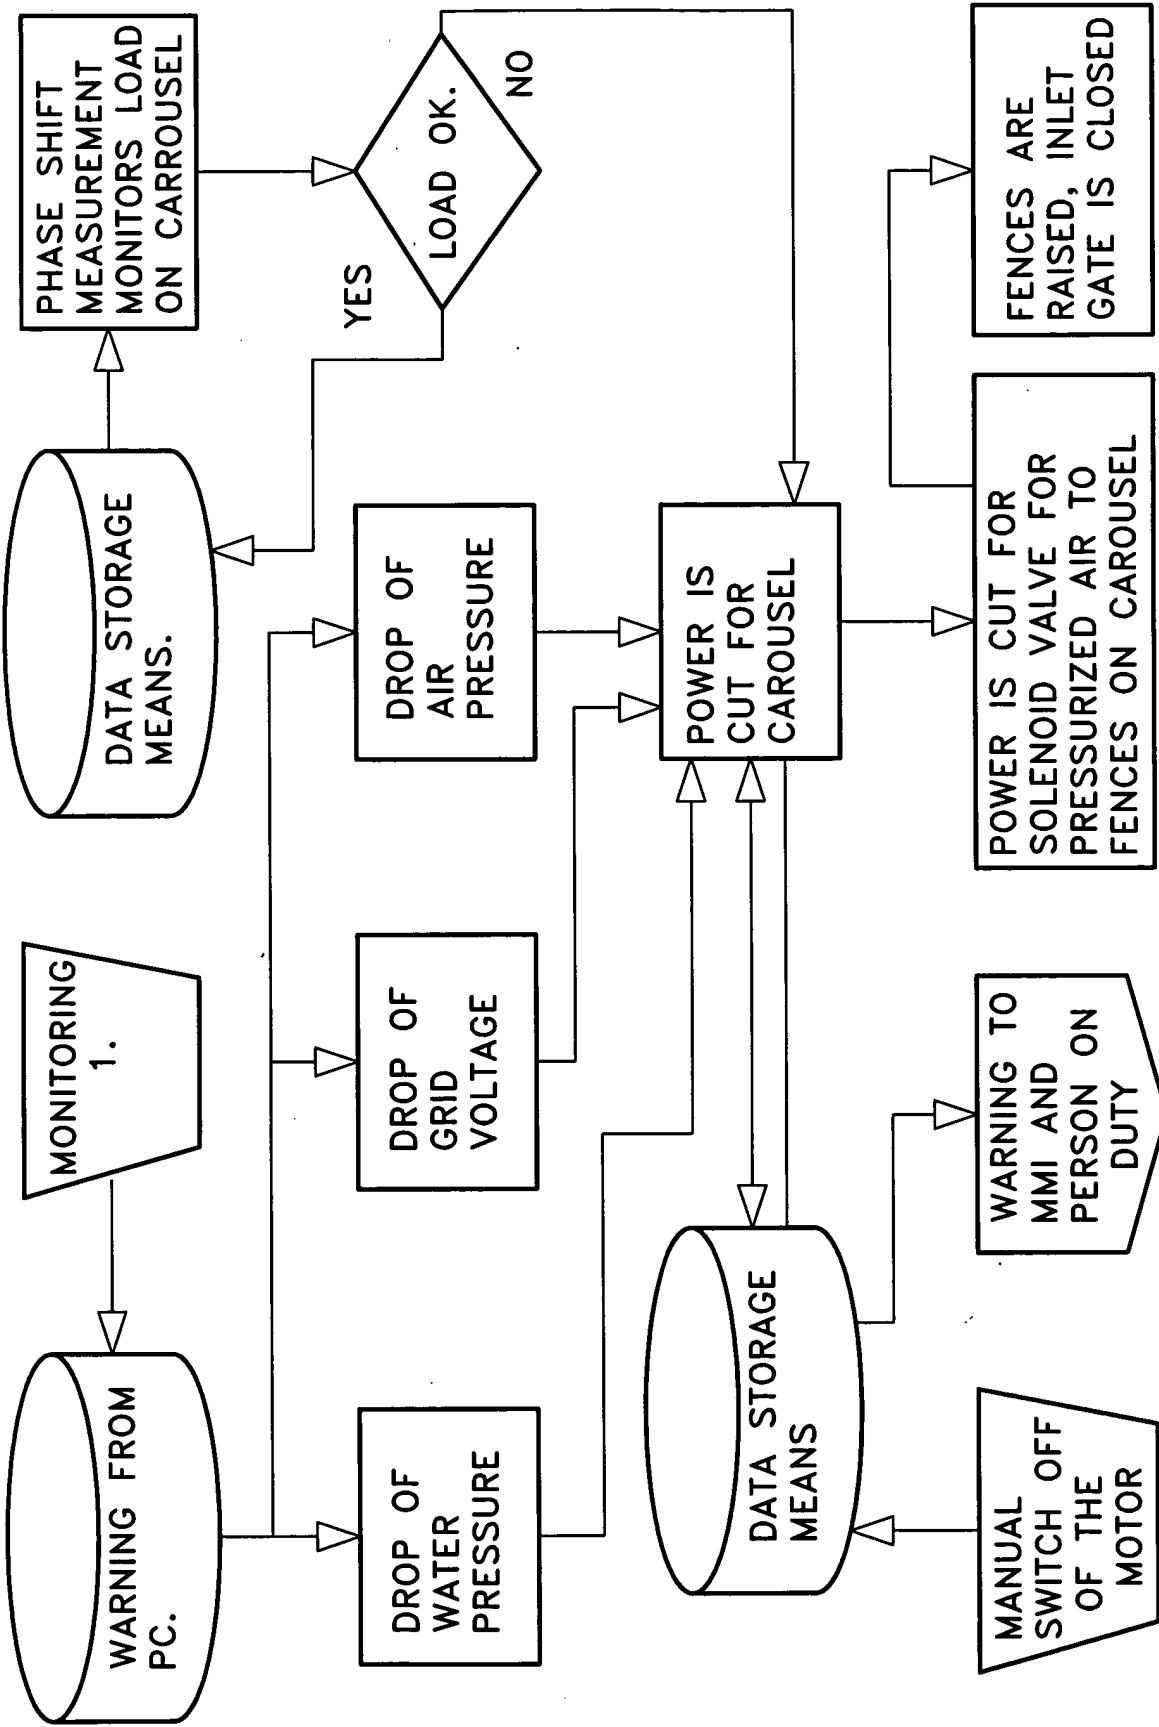 WARNING FROM
PC.
MONITORING
1.
DATA STORAGE
MEANS.
PHASE SHIFT
MEASUREMENT
MONITORS LOAD
ON CARROUSEL
DROP OF
WATER
PRESSURE
DROP OF
GRID
VOLTAGE
DROP OF
AIR
PRESSURE
YES
LOAD OK.
NO
DATA STORAGE
MEANS
POWER IS
CUT FOR
CAROUSEL
MANUAL
SWITCH OFF
OF THE
MOTOR
WARNING TO
MMI AND
PERSON ON
DUTY
POWER IS CUT FOR
SOLENOID VALVE FOR
PRESSURIZED AIR TO
FENCES ON CAROUSEL
FENCES ARE
RAISED, INLET
GATE IS CLOSED